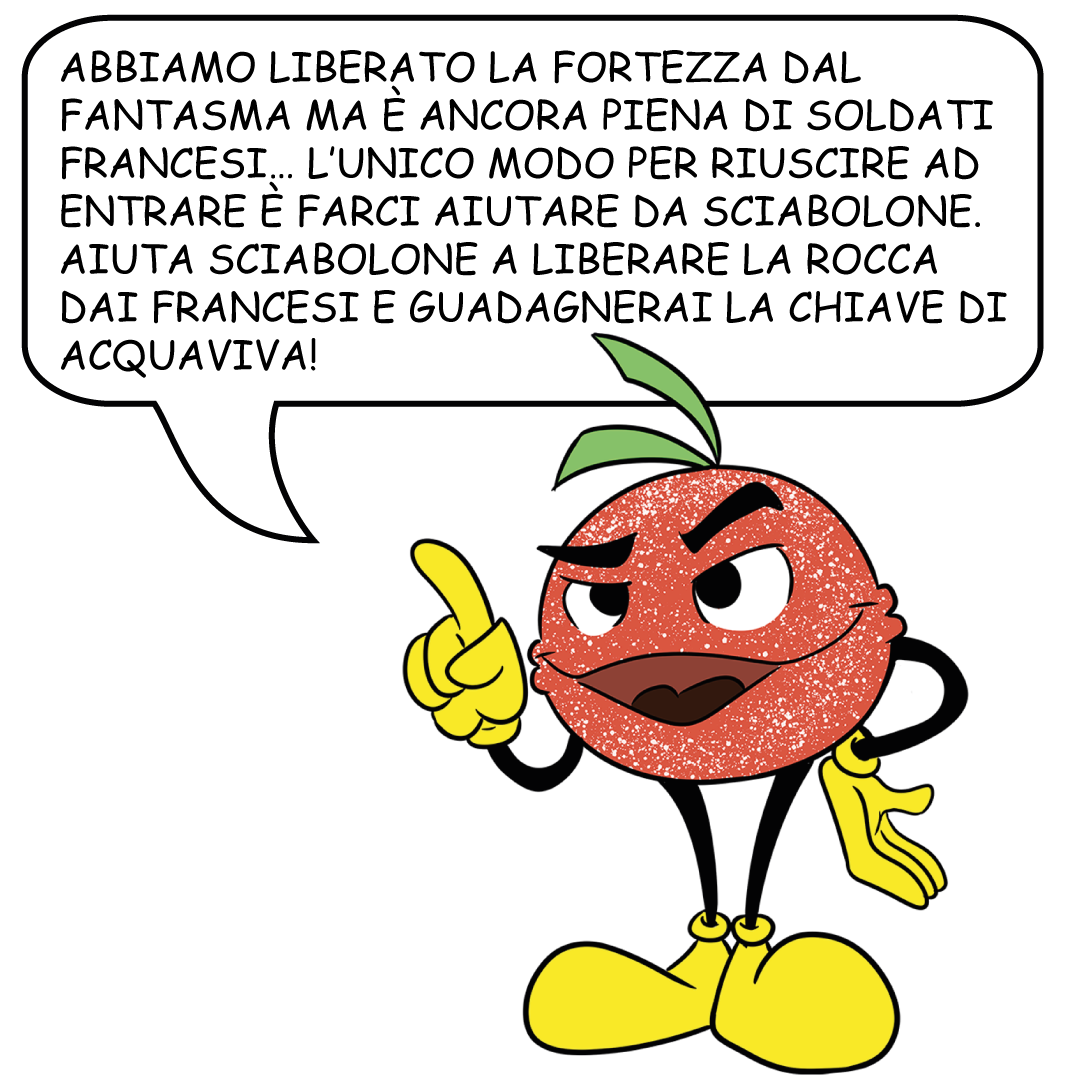 ABBIAMO LIBERATO LA FORTEZZA DAL
FANTASMA MA È ANCORA PIENA DI SOLDATI
FRANCESI... L'UNICO MODO PER RIUSCIRE AD
ENTRARE È FARCI AIUTARE DA SCIABOLONE.
AIUTA SCIABOLONE A LIBERARE LA ROCCA
DAI FRANCESI E GUADAGNERAI LA CHIAVE DI
ACQUAVIVA!